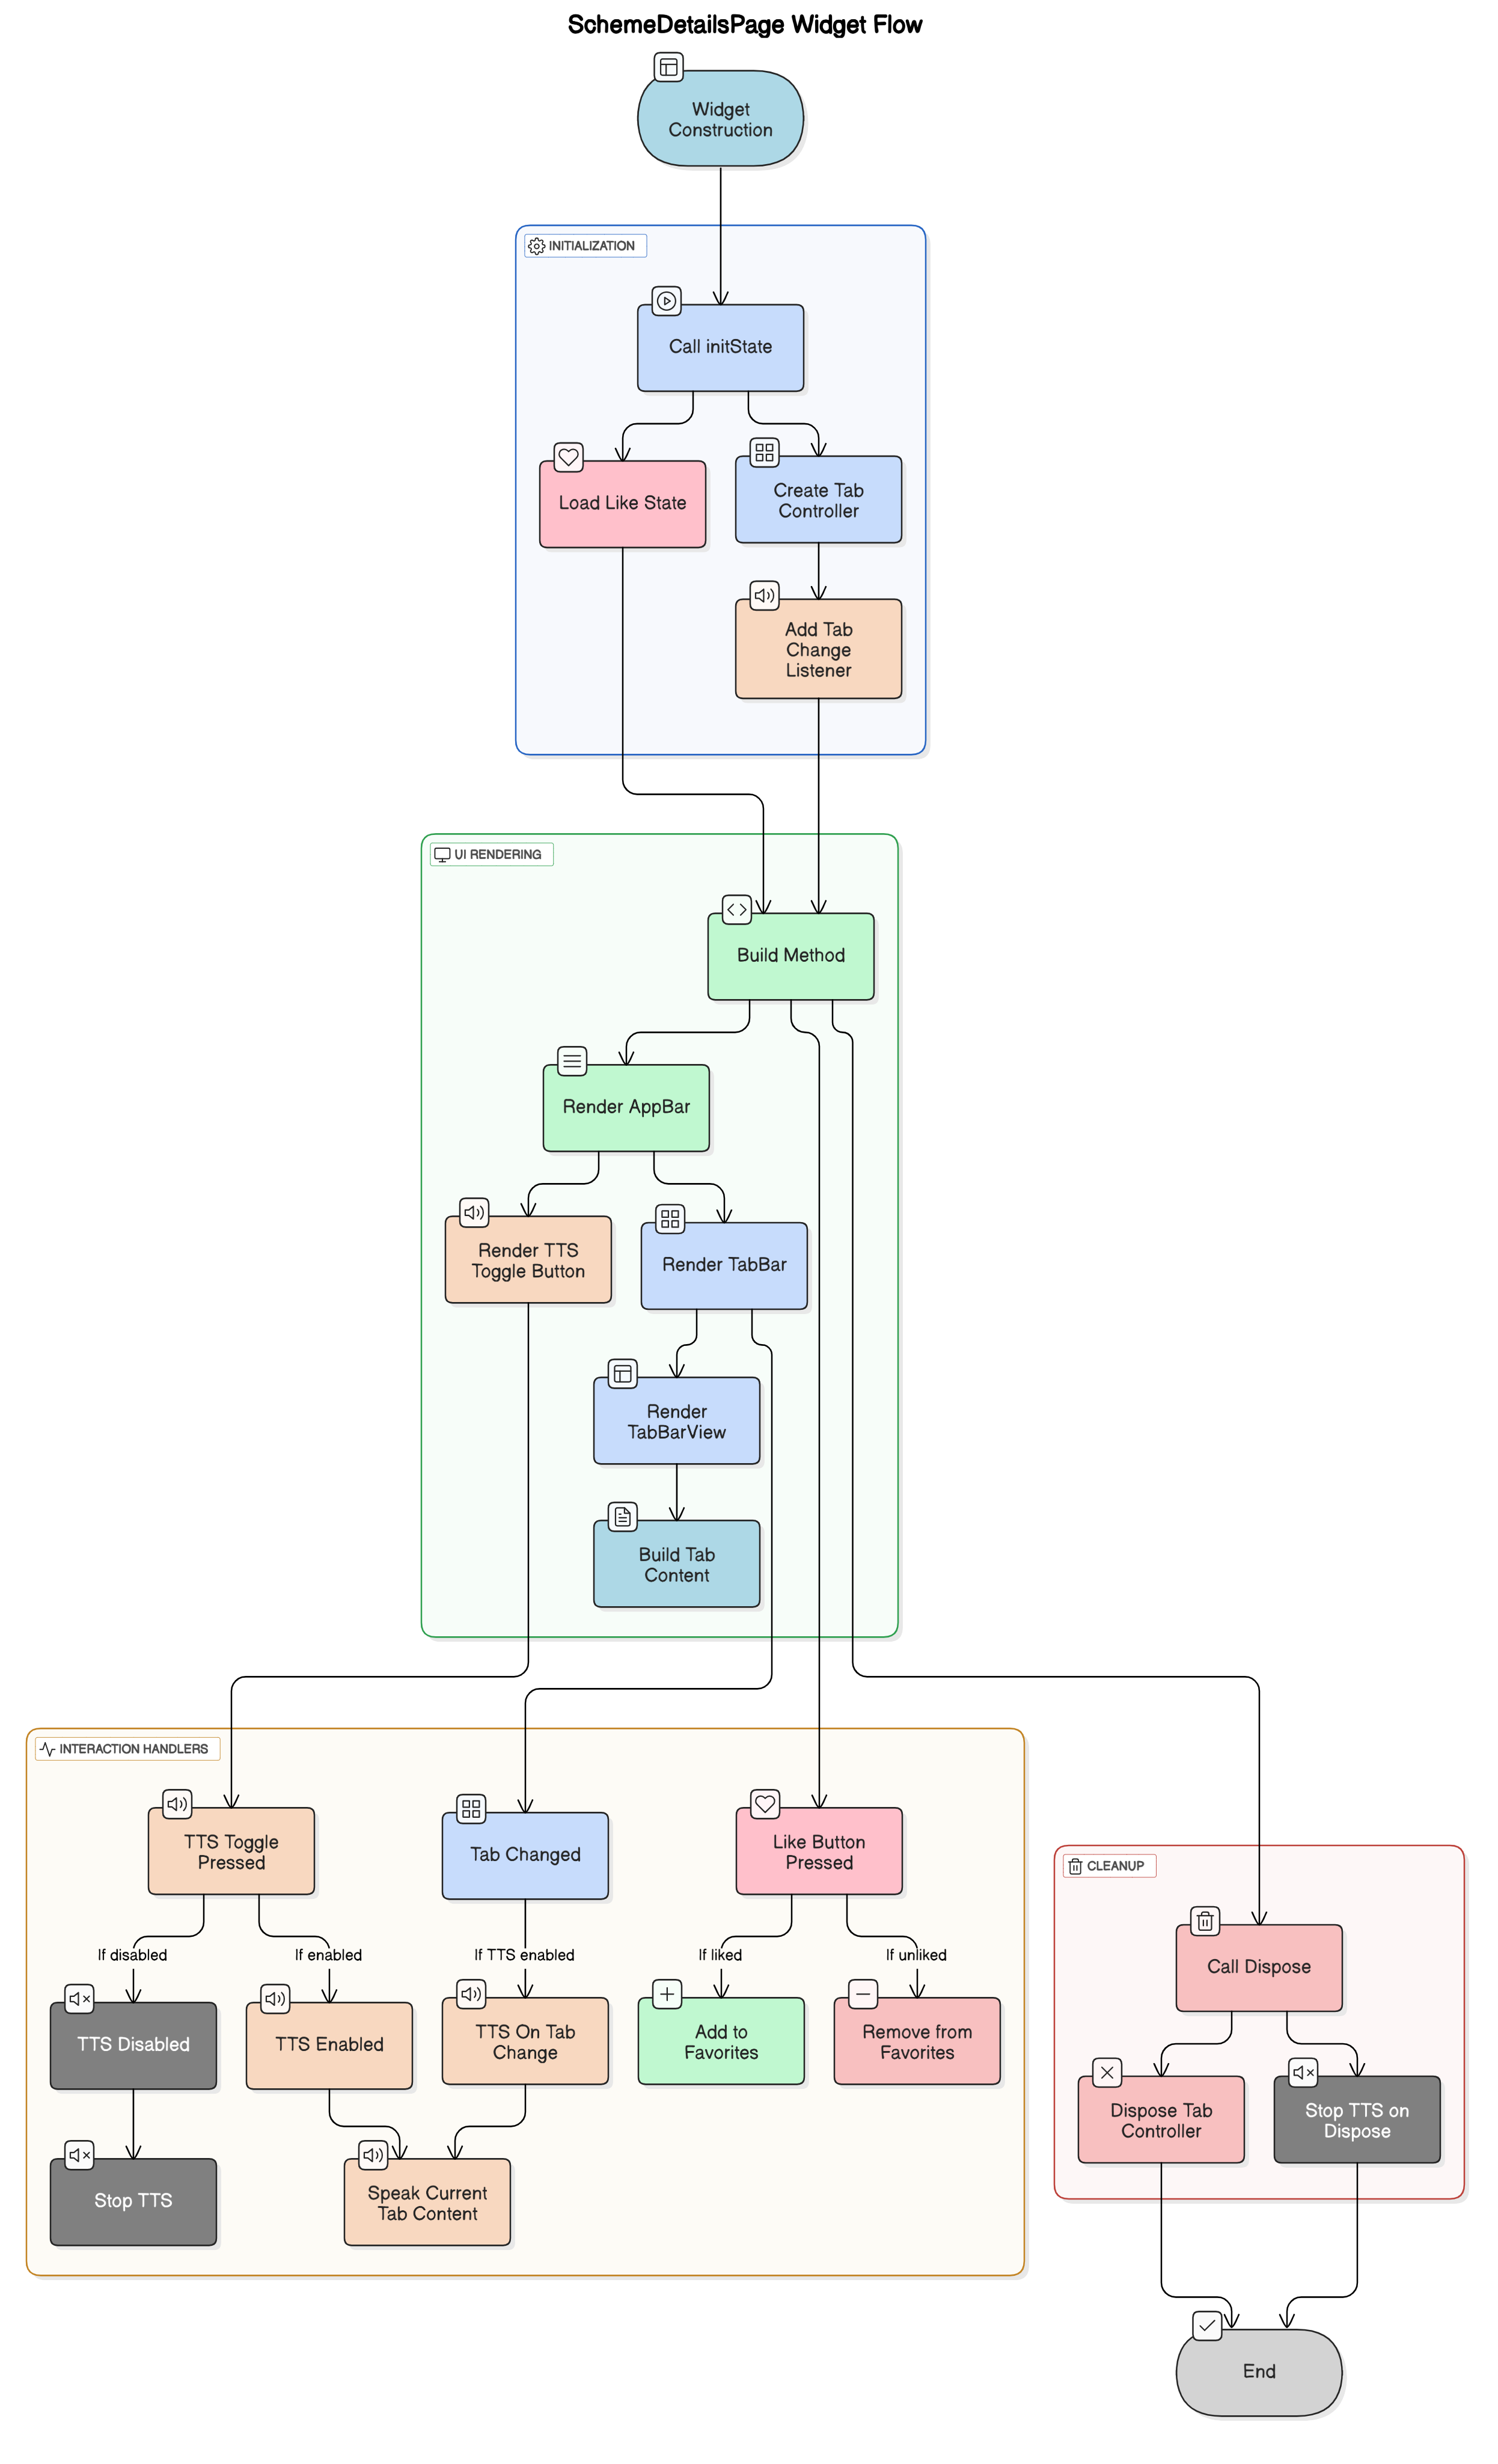 SchemeDetailsPage Widget Flow
Widget
Construction
INITIALIZATION
Call initState
Load Like State
Create Tab
Controller
Add Tab
Change
Listener
UI RENDERING
Build Method
Render AppBar
Render TTS
Toggle Button
Render TabBar
Render
TabBarView
Build Tab
Content
INTERACTION HANDLERS
TTS Toggle
Pressed
Tab Changed
Like Button
Pressed
If disabled
If enabled
If TTS enabled
If liked
If unliked
TTS Disabled
TTS Enabled
TTS On Tab
Change
Add to
Favorites
Remove from
Favorites
Stop TTS
Speak Current
Tab Content
CLEANUP
Call Dispose
Dispose Tab
Controller
Stop TTS on
Dispose
End